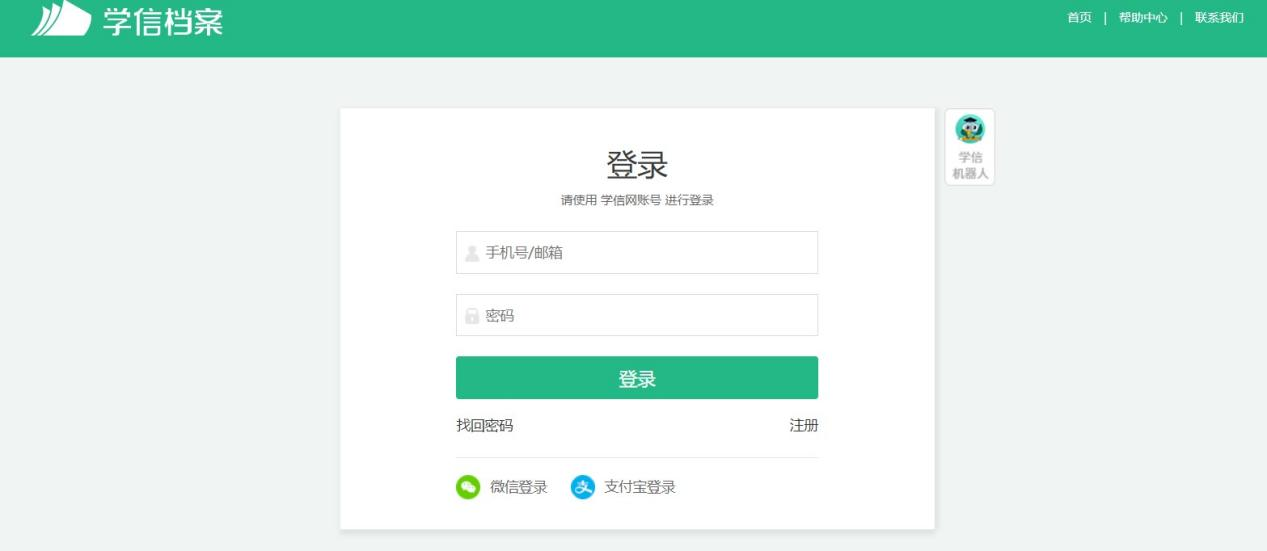 学信档案
首页 | 帮助中心 | 联系我们
登录
请使用 学信网账号 进行登录
学信
机器人
手机号/邮箱
密码
登录
找回密码 注册
微信登录 支付宝登录